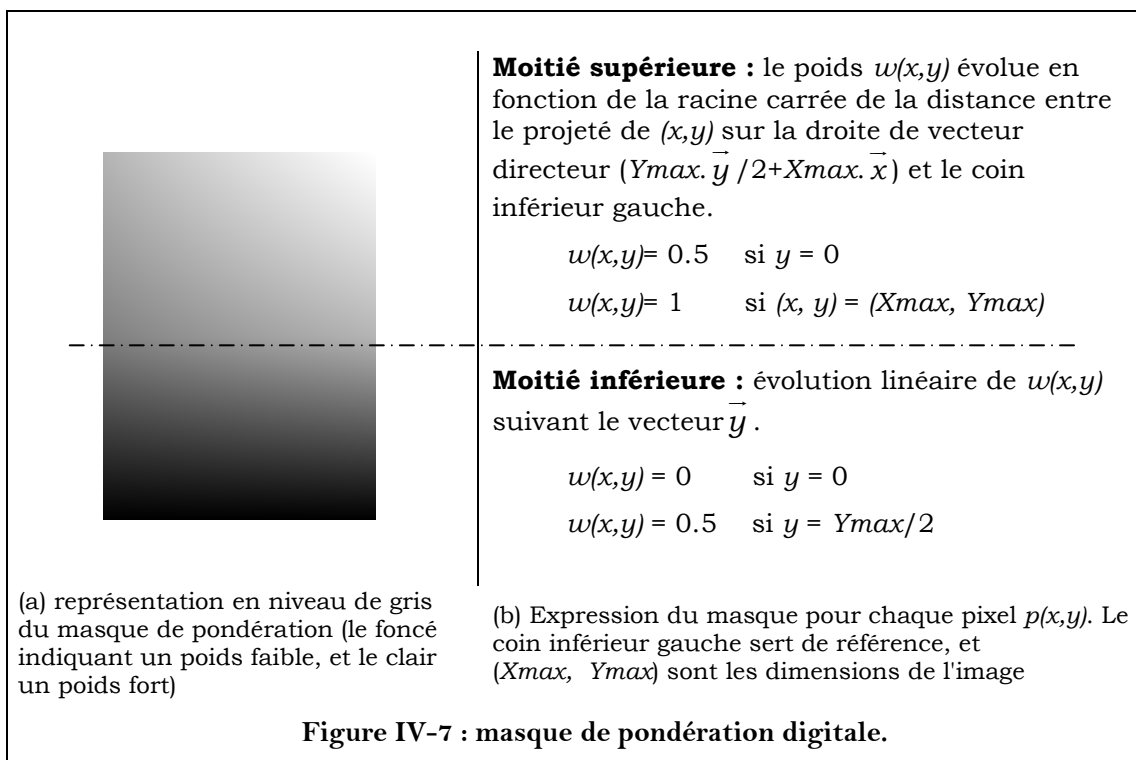 Moitié supérieure : le poids w(x,y) évolue en
fonction de la racine carrée de la distance entre
le projeté de (x,y) sur la droite de vecteur
directeur (Ymax. y⃗ /2+Xmax. x⃗ ) et le coin
inférieur gauche.
w(x,y)= 0.5 si y = 0
w(x,y)= 1 si (x, y) = (Xmax, Ymax)
Moitié inférieure : évolution linéaire de w(x,y)
suivant le vecteur y⃗ .
w(x,y) = 0 si y = 0
w(x,y) = 0.5 si y = Ymax/2
(a) représentation en niveau de gris
du masque de pondération (le foncé
indiquant un poids faible, et le clair
un poids fort)
(b) Expression du masque pour chaque pixel p(x,y). Le
coin inférieur gauche sert de référence, et
(Xmax, Ymax) sont les dimensions de l'image
Figure IV-7 : masque de pondération digitale.